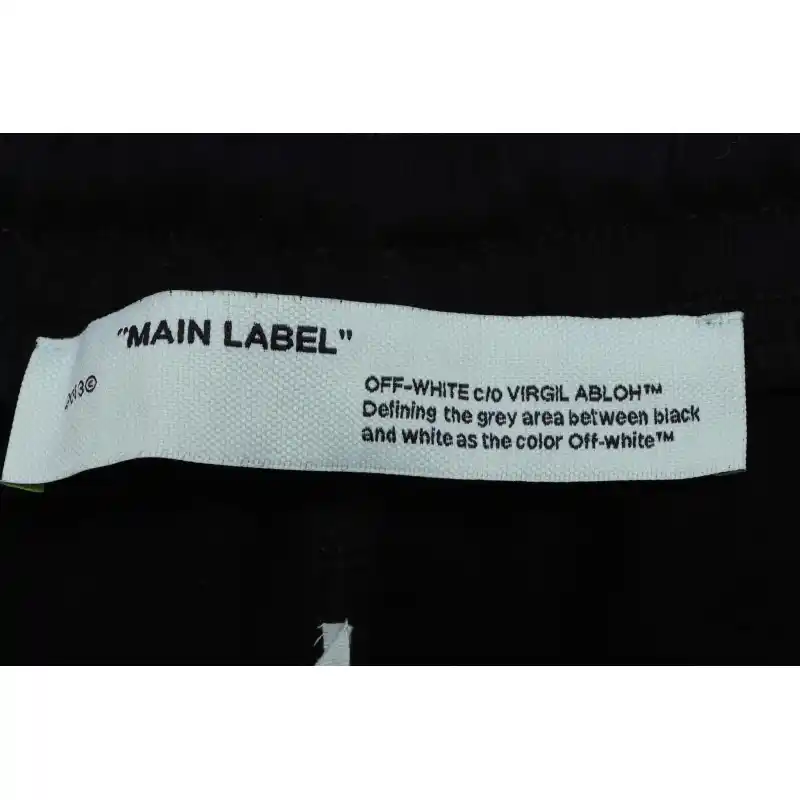 "MAIN LABEL"
OFF-WHITE c/o VIRGIL ABLOH™
Defining the grey area between black
and white as the color Off-white™